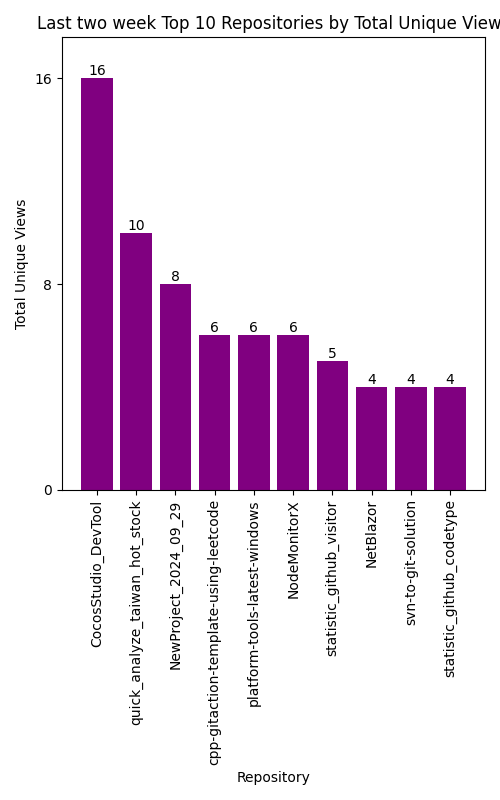 Last two week Top 10 Repositories by Total Unique View
Total Unique Views
16
8
0
16
10
8
6
6
6
5
4
4
4
CocosStudio_DevTool
quick_analyze_taiwan_hot_stock
NewProject_2024_09_29
cpp-gitaction-template-using-leetcode
platform-tools-latest-windows
NodeMonitorX
statistic_github_visitor
NetBlazor
svn-to-git-solution
statistic_github_codetype
Repository